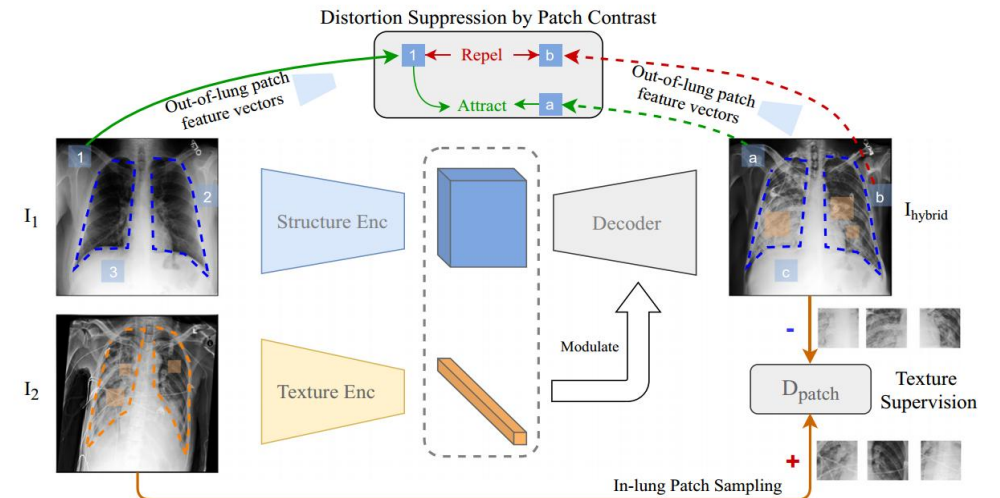 Distortion Suppression by Patch Contrast
1
Repel
b
Attract
a
Out-of-lung patch
feature vectors
Out-of-lung patch
feature vectors
1
2
3
I1
Structure Enc
Decoder
a
b
c
Ihybrid
I2
Texture Enc
Modulate
-
Dpatch
Texture
Supervision
+
In-lung Patch Sampling